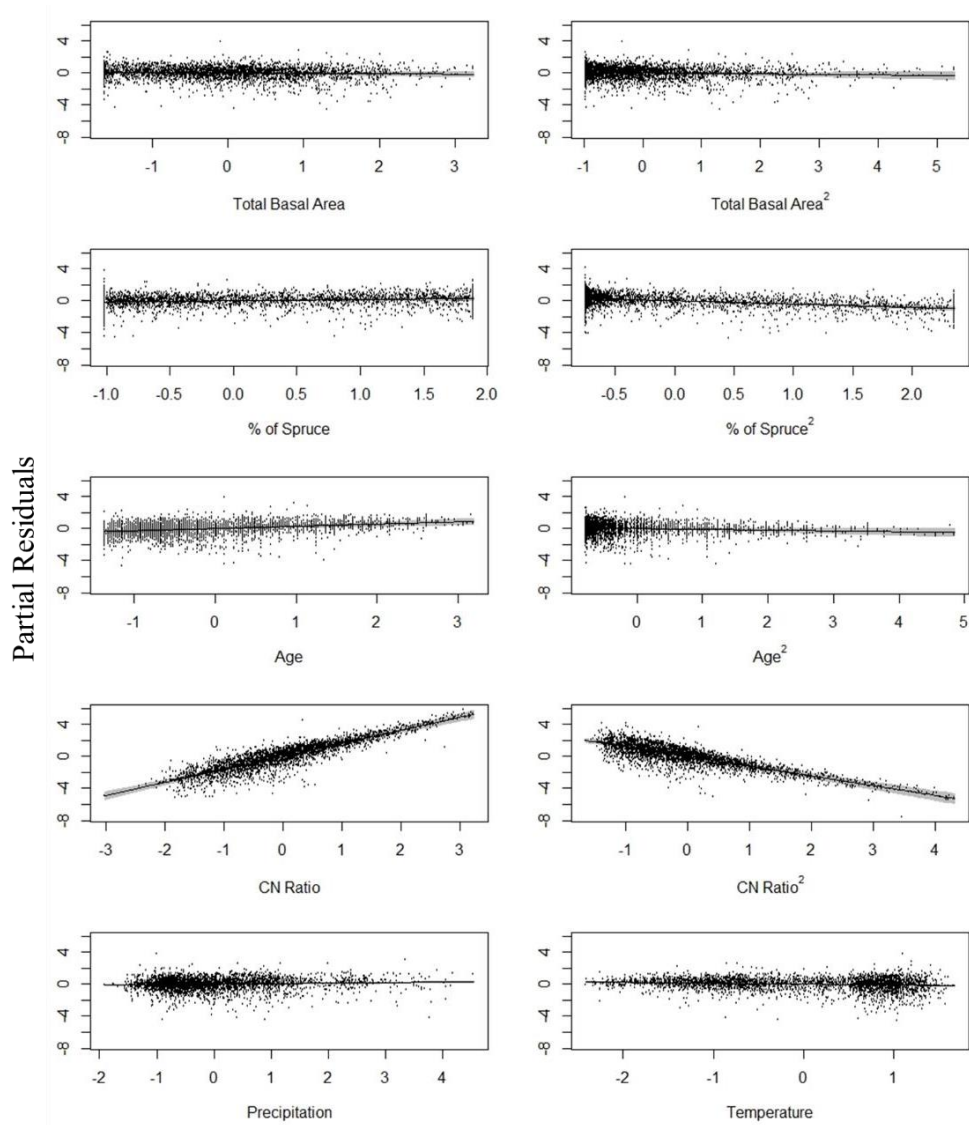 4
0
-4
-8
-1 0 1 2 3
Total Basal Area
4
0
-4
-8
-1 0 1 2 3 4 5
Total Basal Area²
4
0
-4
-8
-1.0 -0.5 0.0 0.5 1.0 1.5 2.0
% of Spruce
4
0
-4
-8
-0.5 0.0 0.5 1.0 1.5 2.0
% of Spruce²
Partial Residuals
4
0
-4
-8
-1 0 1 2 3
Age
4
0
-4
-8
0 1 2 3 4 5
Age²
4
0
-4
-8
-3 -2 -1 0 1 2 3
CN Ratio
4
0
-4
-8
-1 0 1 2 3 4
CN Ratio²
4
0
-4
-8
-2 -1 0 1 2 3 4
Precipitation
4
0
-4
-8
-2 -1 0 1
Temperature